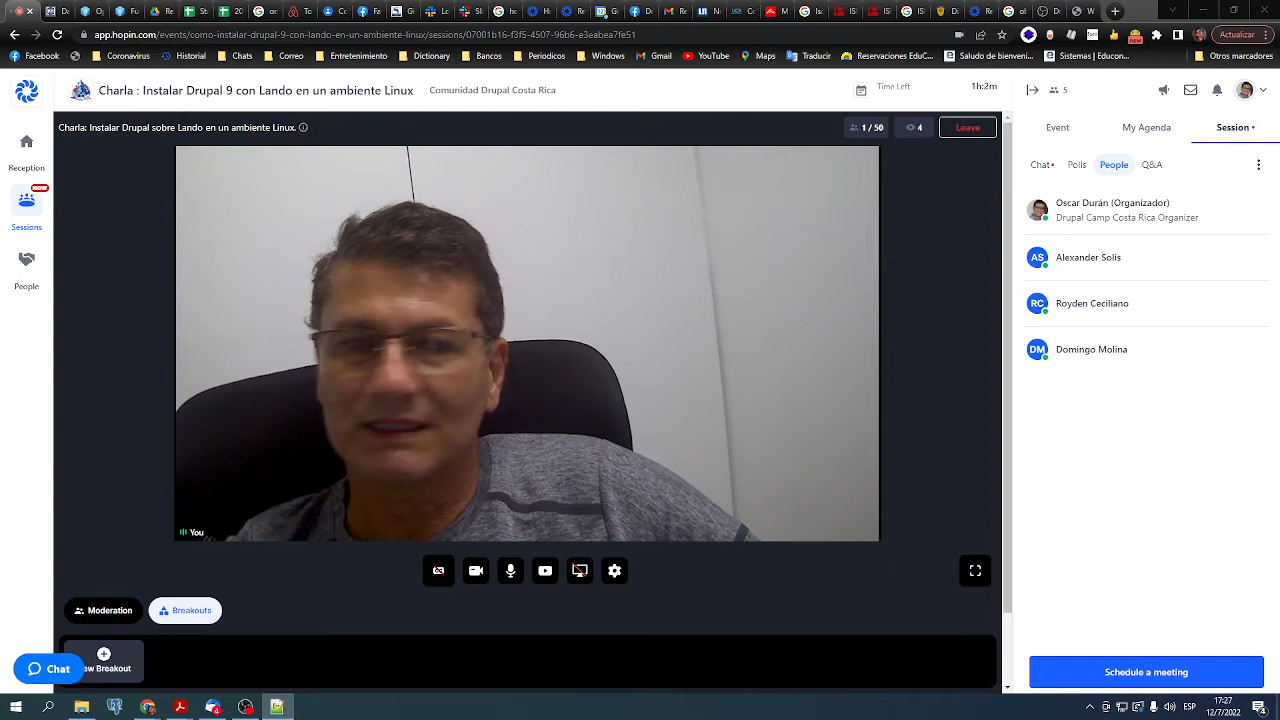 app.hopin.com/events/como-instalar-drupal-9-con-lando-en-un-ambiente-linux/sessions/07001b16-f3f5-4507-96b6-e3eabea7fe51
Actualizar
Facebook
Coronavirus
Historial
Chats
Correo
Entretenimiento
Dictionary
Bancos
Periodicos
Windows
Gmail
YouTube
Maps
Traducir
Reservaciones EduC...
Saludo de bienveni...
Sistemas | Educon...
Otros marcadores
Charla : Instalar Drupal 9 con Lando en un ambiente Linux
Comunidad Drupal Costa Rica
Time Left
1h:2m
5
Charla: Instalar Drupal sobre Lando en un ambiente linux.
1 / 50
4
Leave
Event
My Agenda
Session
Reception
NOW
Sessions
People
Chat
Polls
People
Q&A
Oscar Durán (Organizador)
Drupal Camp Costa Rica Organizer
AS
Alexander Solis
RC
Royden Ceciliano
DM
Domingo Molina
You
Moderation
Breakouts
ew Breakout
Chat
Schedule a meeting
ESP
17:27
12/7/2022